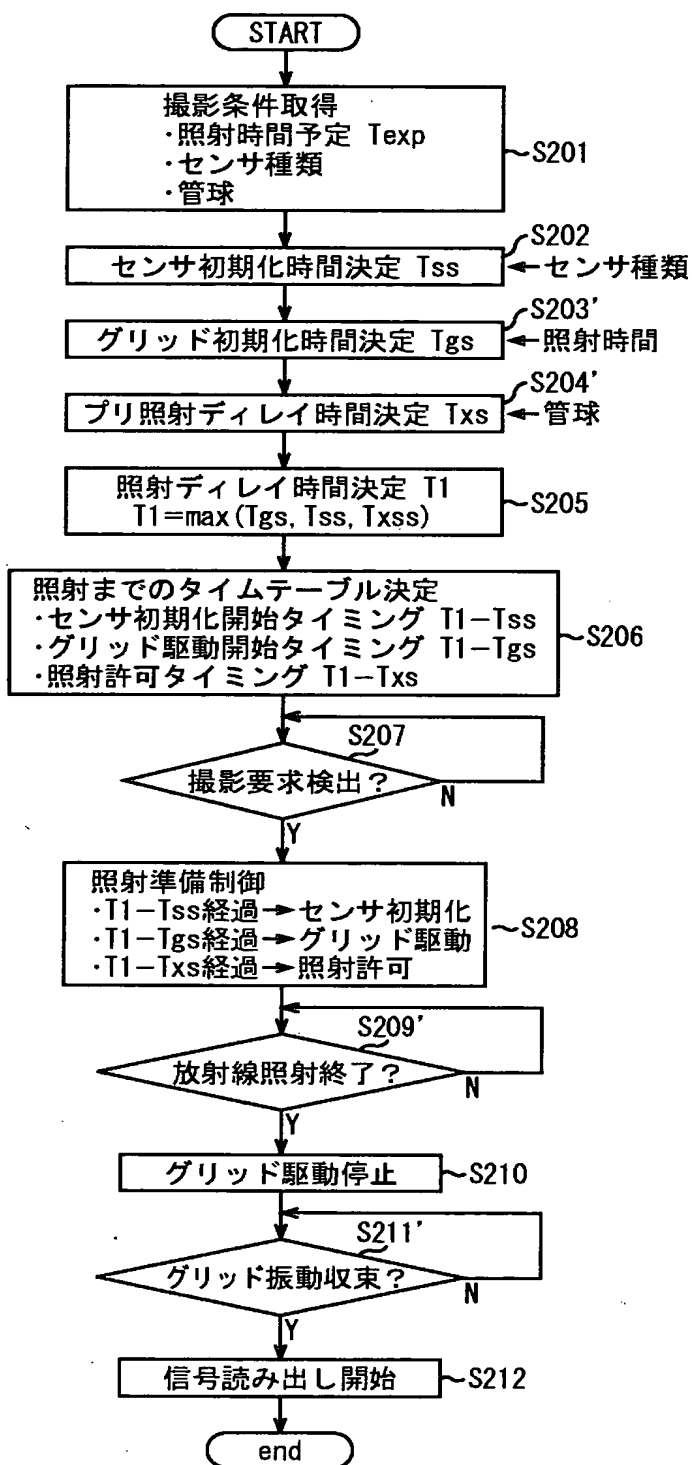 START
撮影条件取得
・照射時間予定 Texp
・センサ種類
・管球
~S201
S202
センサ初期化時間決定 Tss
←センサ種類
S203'
グリッド初期化時間決定 Tgs
←照射時間
S204'
プリ照射ディレイ時間決定 Txs
←管球
照射ディレイ時間決定 T1
T1=max(Tgs,Tss,Txss)
~S205
照射までのタイムテーブル決定
・センサ初期化開始タイミング T1-Tss
・グリッド駆動開始タイミング T1-Tgs
・照射許可タイミング T1-Txs
~S206
S207
撮影要求検出?
N
Y
照射準備制御
・T1-Tss経過→センサ初期化
・T1-Tgs経過→グリッド駆動
・T1-Txs経過→照射許可
~S208
S209'
放射線照射終了?
N
Y
グリッド駆動停止
~S210
S211'
グリッド振動収束?
N
Y
信号読み出し開始
~S212
end